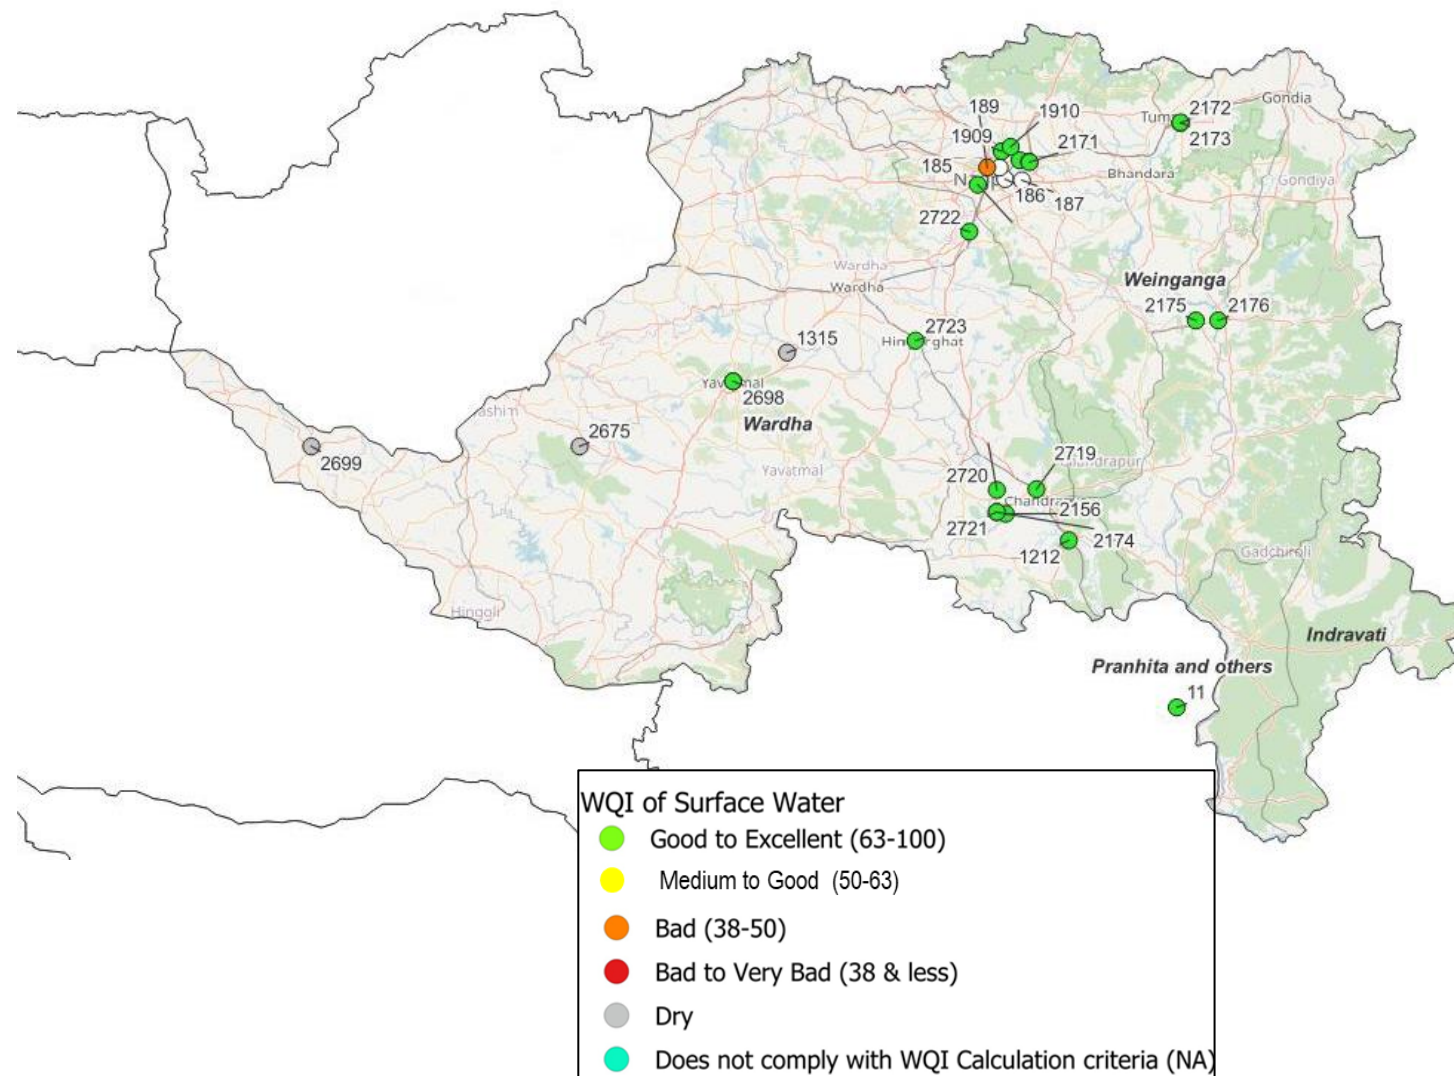 Gondia
189
1910
Tum
2172
1909
2171
2173
185
Bhandara
Gondiya
186
187
2722
Wardha
Wardha
Weinganga
2175
2176
2723
1315
2698
Wardha
2675
2699
Yavatmal
2719
2720
2156
2721
2174
1212
Gadchiroli
Hinggli
Indravati
Pranhita and others
11
WQI of Surface Water
Good to Excellent (63-100)
Medium to Good (50-63)
Bad (38-50)
Bad to Very Bad (38 & less)
Dry
Does not comply with WQI Calculation criteria (NA)